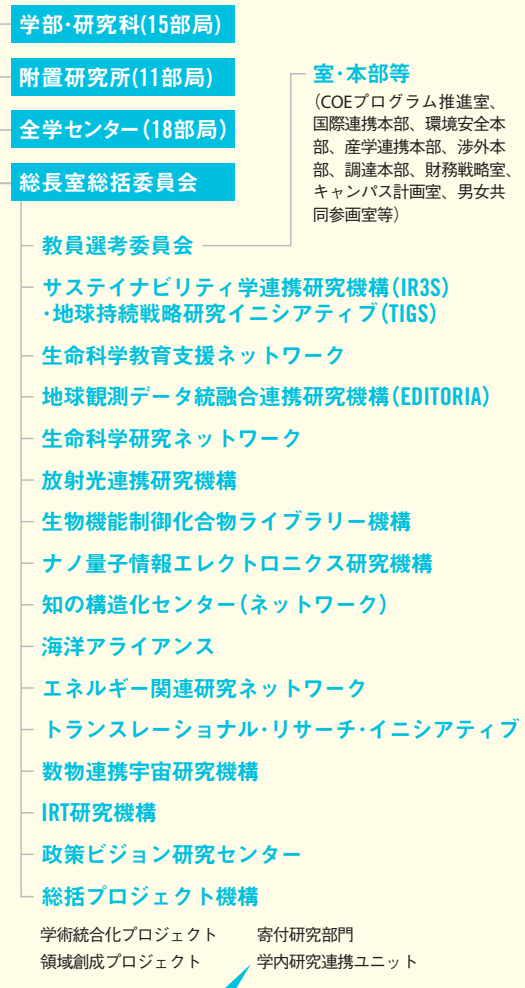 学部・研究科(15部局)
附置研究所(11部局)
全学センター(18部局)
総長室総括委員会
室・本部等
(COEプログラム推進室、
国際連携本部、環境安全本
部、産学連携本部、渉外本
部、調達本部、財務戦略室、
キャンパス計画室、男女共
同参画室等)
教員選考委員会
サステイナビリティ学連携研究機構(IR3S)
・地球持続戦略研究イニシアティブ(TIGS)
生命科学教育支援ネットワーク
地球観測データ統融合連携研究機構(EDITORIA)
生命科学研究ネットワーク
放射光連携研究機構
生物機能制御化合物ライブラリー機構
ナノ量子情報エレクトロニクス研究機構
知の構造化センター(ネットワーク)
海洋アライアンス
エネルギー関連研究ネットワーク
トランスレーショナル・リサーチ・イニシアティブ
数物連携宇宙研究機構
IRT研究機構
政策ビジョン研究センター
総括プロジェクト機構
学術統合化プロジェクト 寄付研究部門
領域創成プロジェクト 学内研究連携ユニット